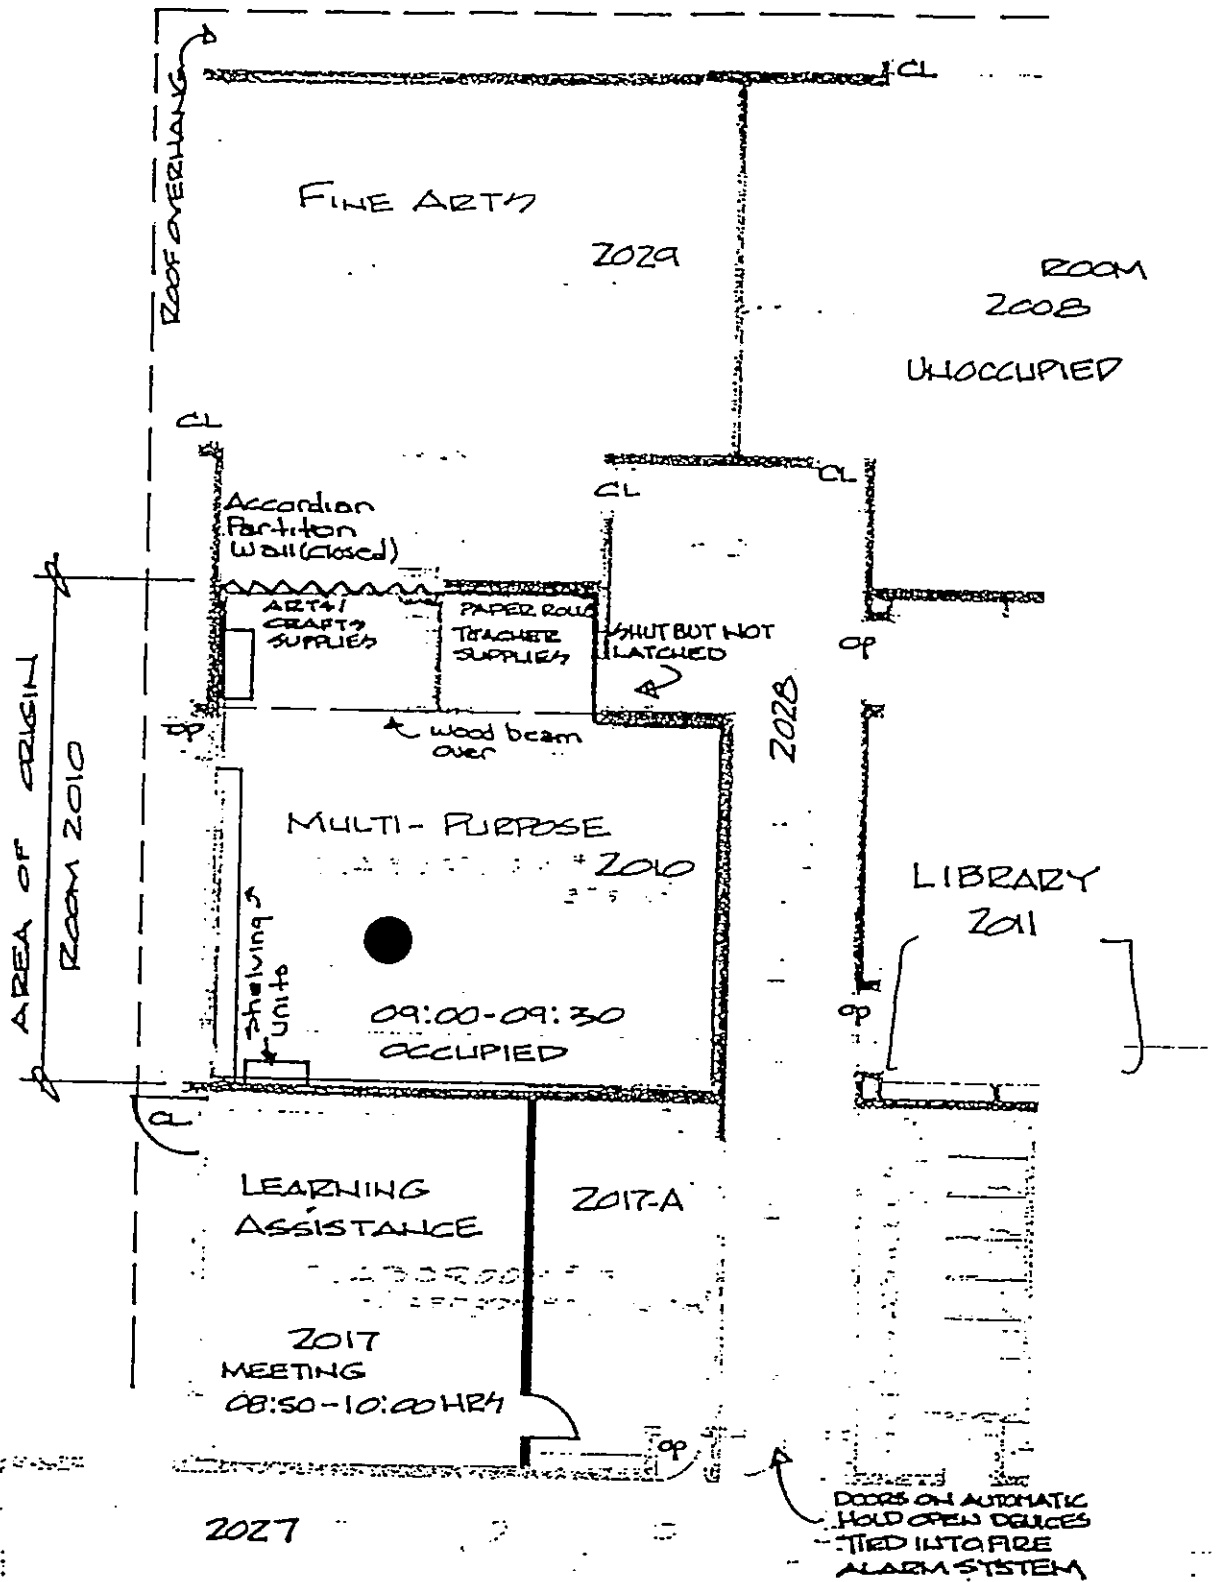 ROOF OVERHANG
CL
FINE ARTS
2029
ROOM
2008
UNOCCUPIED
CL
CL
CL
Accordian
Partiton
Wall (closed)
ARTS/
CRAFTS
SUPPLIES
PAPER ROLLS
TEACHER
SUPPLIES
SHUT BUT NOT
LATCHED
OP
OP
wood beam
over
2028
AREA OF ORIGIN
ROOM 2010
MULTI-PURPOSE
2010
LIBRARY
2011
Shelving
units
09:00-09:30
OCCUPIED
OP
CL
LEARNING
ASSISTANCE
2017-A
2017
MEETING
08:50-10:00 HRS
OP
DOORS ON AUTOMATIC
HOLD OPEN DEVICES
TIED INTO FIRE
ALARM SYSTEM
2027